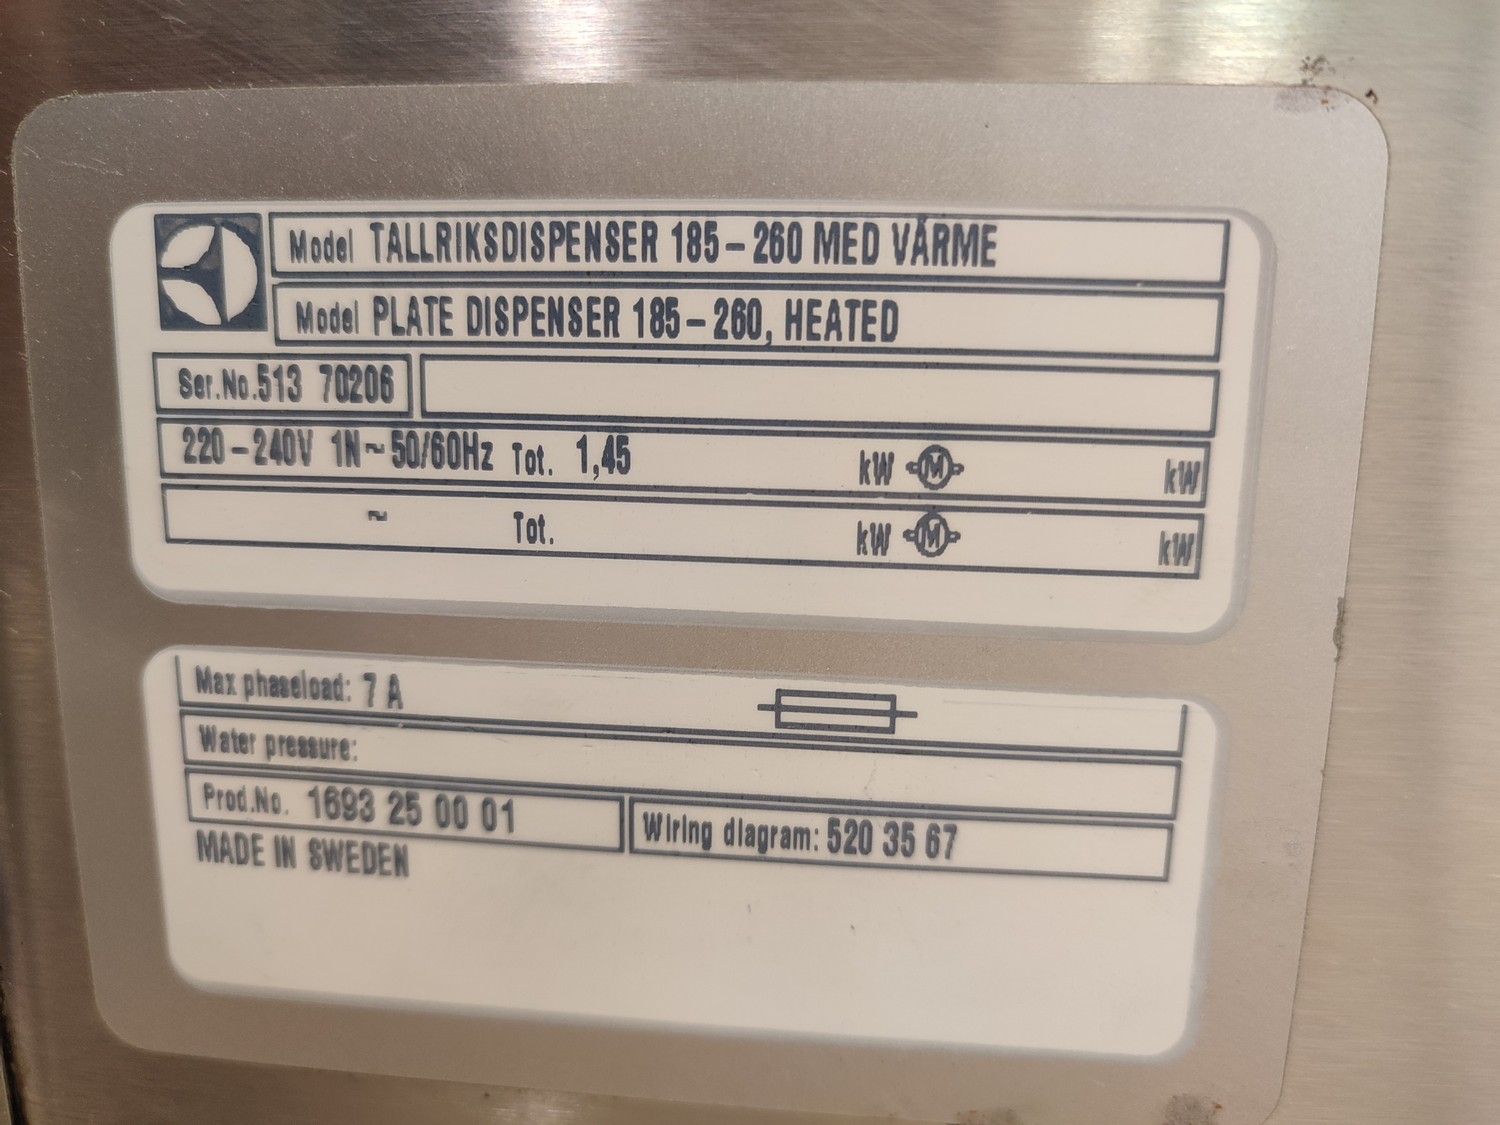 Model TALLRIKSDISPENSER 185-260 MED VÄRME
Model PLATE DISPENSER 185-260, HEATED
Ser.No.513 70206
220-240V 1N~50/60Hz Tot. 1,45 kW M kW
~ Tot. kW M kW
Max phaseload: 7 A
Water pressure:
Prod.No. 1693 25 00 01 Wiring diagram: 520 35 67
MADE IN SWEDEN